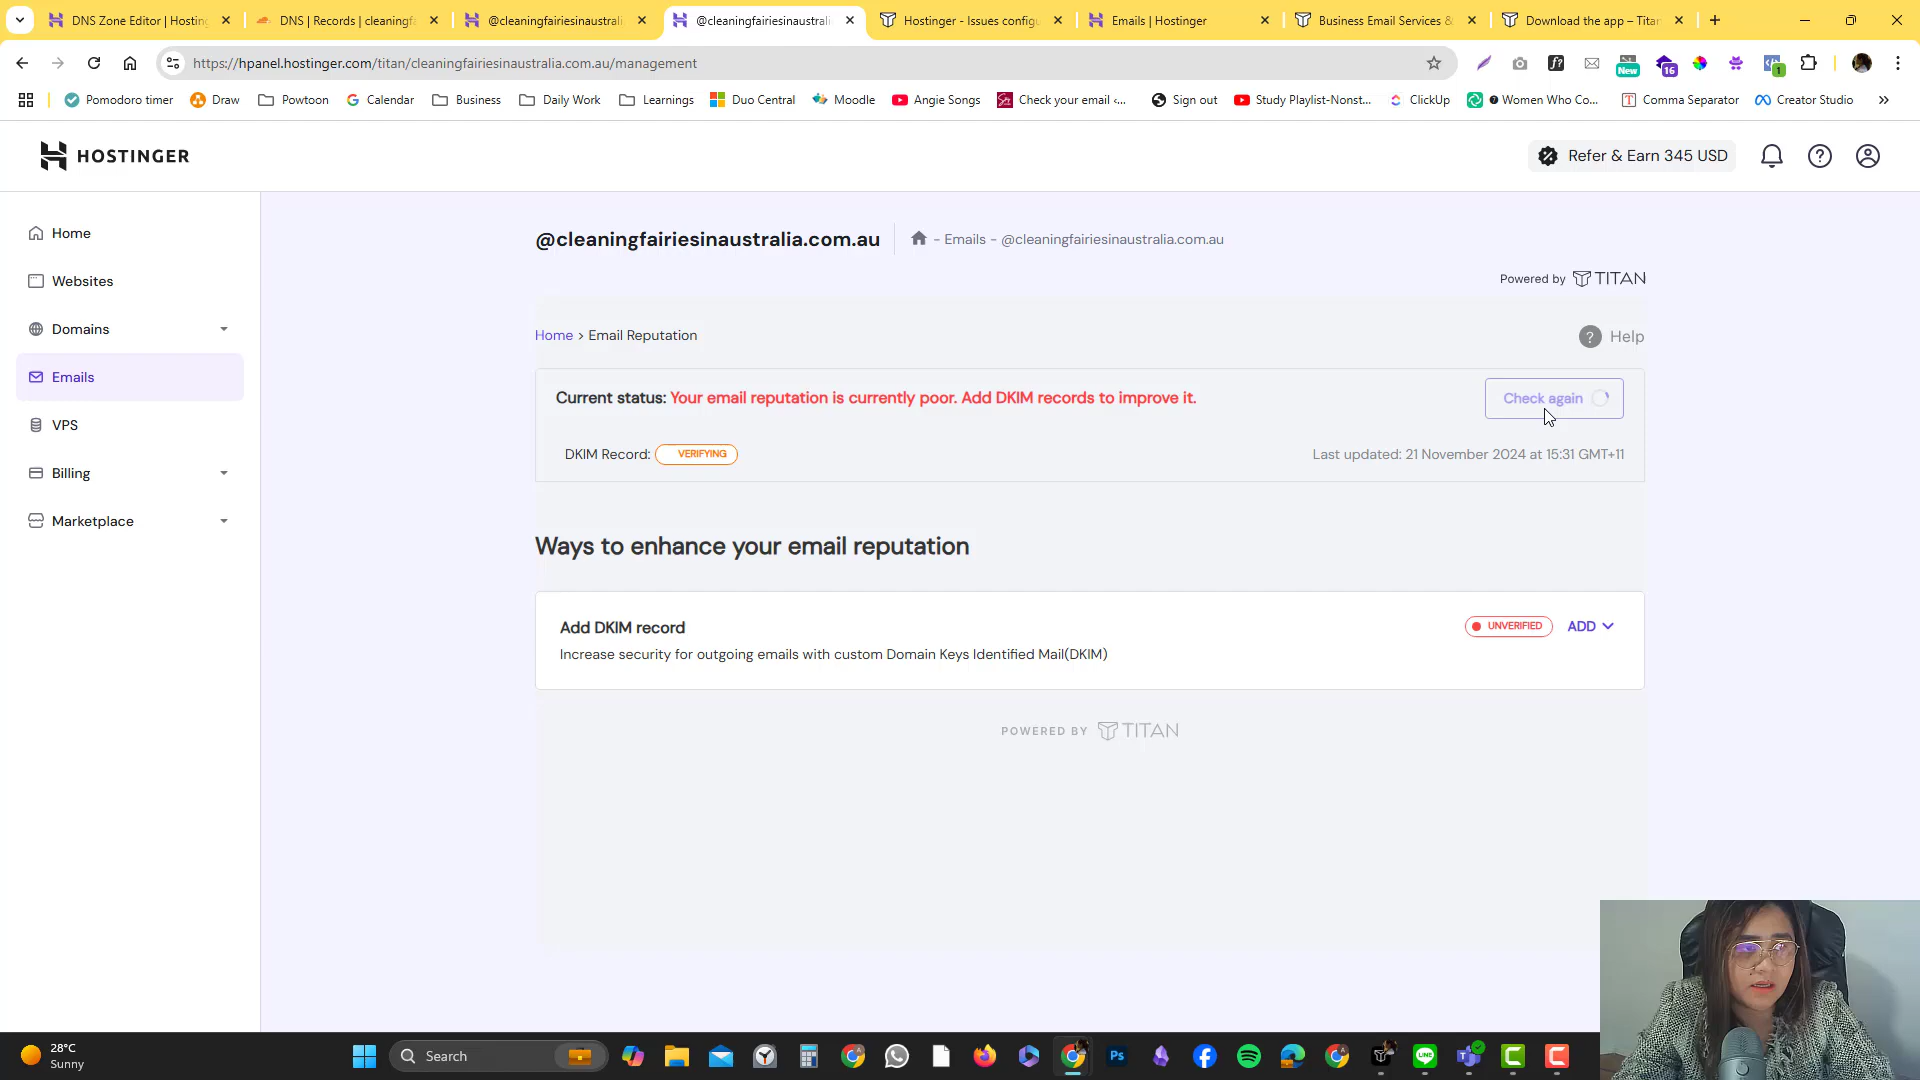 DNS Zone Editor | Hosting
DNS | Records | cleaningfa
@cleaningfairiesinaustrali
@cleaningfairiesinaustrali
Hostinger - Issues configu
Emails | Hostinger
Business Email Services &
Download the app – Titan
https://hpanel.hostinger.com/titan/cleaningfairiesinaustralia.com.au/management
New
16
1
Pomodoro timer
Draw
Powtoon
Calendar
Business
Daily Work
Learnings
Duo Central
Moodle
Angie Songs
Check your email ‹...
Sign out
Study Playlist-Nonst...
ClickUp
Women Who Co...
Comma Separator
Creator Studio
»
HOSTINGER
Refer & Earn 345 USD
Home
Websites
Domains
Emails
VPS
Billing
Marketplace
@cleaningfairiesinaustralia.com.au
- Emails - @cleaningfairiesinaustralia.com.au
Powered by TITAN
Home > Email Reputation
? Help
Current status: Your email reputation is currently poor. Add DKIM records to improve it.
Check again
DKIM Record: VERIFYING
Last updated: 21 November 2024 at 15:31 GMT+11
Ways to enhance your email reputation
Add DKIM record
UNVERIFIED
ADD
Increase security for outgoing emails with custom Domain Keys Identified Mail(DKIM)
POWERED BY TITAN
28°C
Sunny
Search
Ps